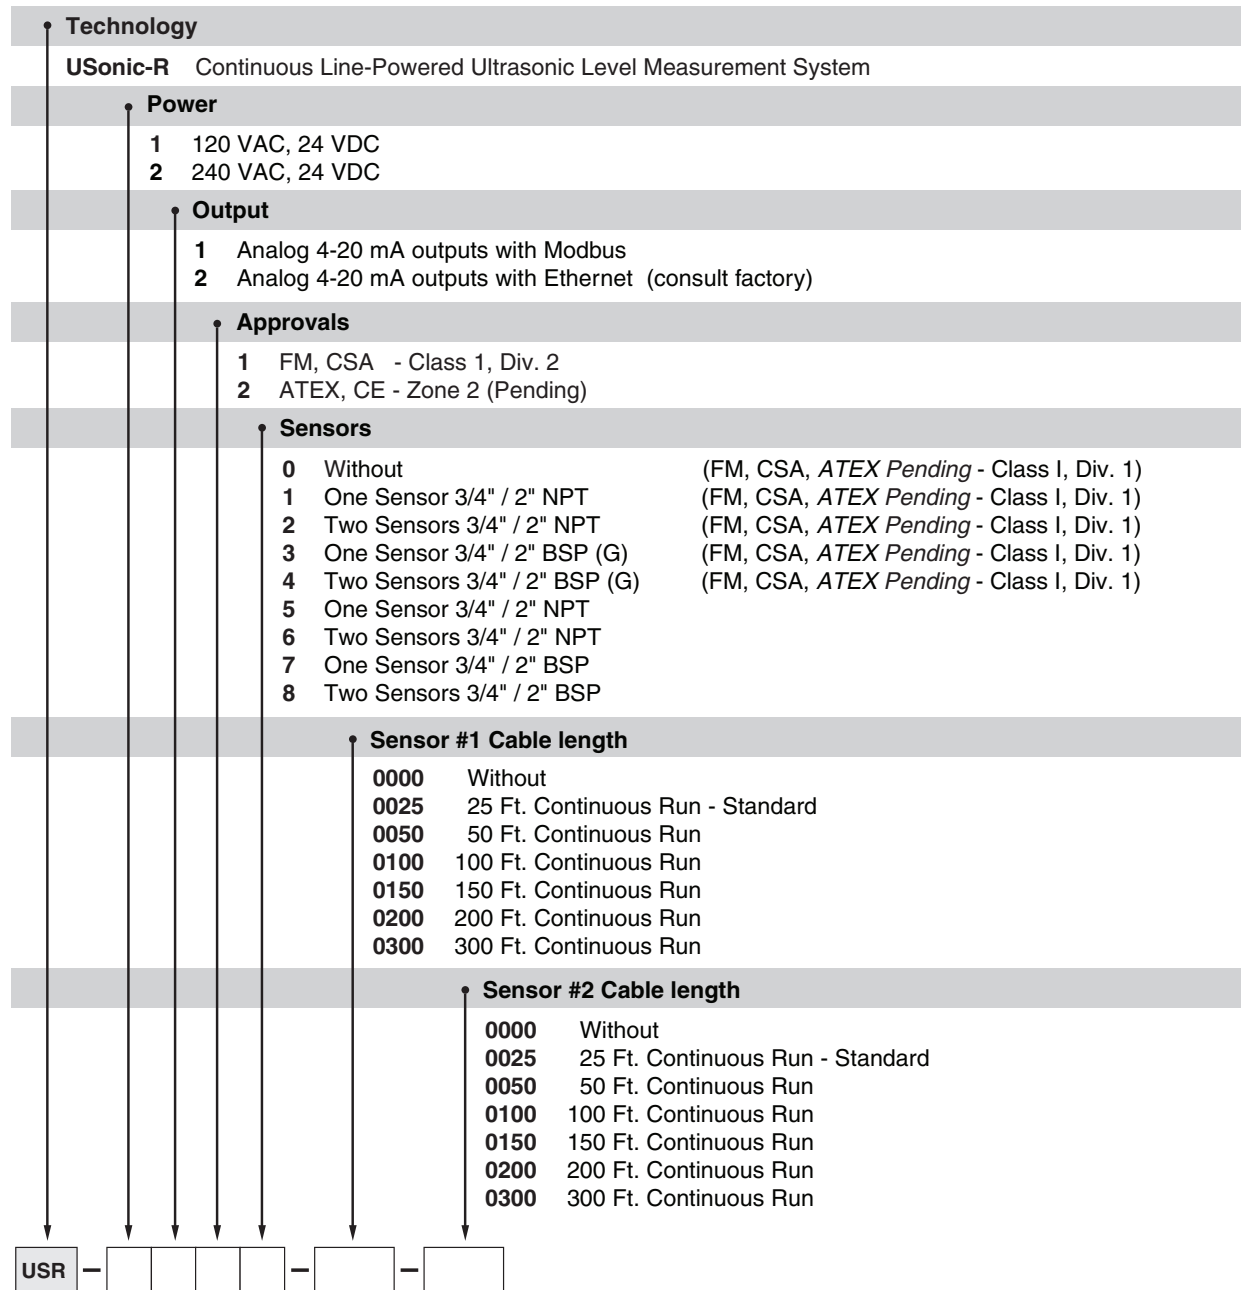 Technology
USonic-R Continuous Line-Powered Ultrasonic Level Measurement System
Power
1 120 VAC, 24 VDC
2 240 VAC, 24 VDC
Output
1 Analog 4-20 mA outputs with Modbus
2 Analog 4-20 mA outputs with Ethernet (consult factory)
Approvals
1 FM, CSA - Class 1, Div. 2
2 ATEX, CE - Zone 2 (Pending)
Sensors
0 Without (FM, CSA, ATEX Pending - Class I, Div. 1)
1 One Sensor 3/4" / 2" NPT (FM, CSA, ATEX Pending - Class I, Div. 1)
2 Two Sensors 3/4" / 2" NPT (FM, CSA, ATEX Pending - Class I, Div. 1)
3 One Sensor 3/4" / 2" BSP (G) (FM, CSA, ATEX Pending - Class I, Div. 1)
4 Two Sensors 3/4" / 2" BSP (G) (FM, CSA, ATEX Pending - Class I, Div. 1)
5 One Sensor 3/4" / 2" NPT
6 Two Sensors 3/4" / 2" NPT
7 One Sensor 3/4" / 2" BSP
8 Two Sensors 3/4" / 2" BSP
Sensor #1 Cable length
0000 Without
0025 25 Ft. Continuous Run - Standard
0050 50 Ft. Continuous Run
0100 100 Ft. Continuous Run
0150 150 Ft. Continuous Run
0200 200 Ft. Continuous Run
0300 300 Ft. Continuous Run
Sensor #2 Cable length
0000 Without
0025 25 Ft. Continuous Run - Standard
0050 50 Ft. Continuous Run
0100 100 Ft. Continuous Run
0150 150 Ft. Continuous Run
0200 200 Ft. Continuous Run
0300 300 Ft. Continuous Run
USR – – –